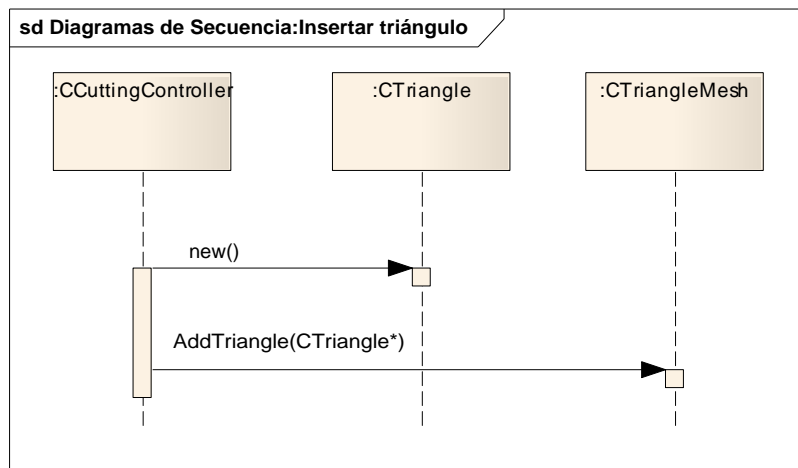 sd Diagramas de Secuencia:Insertar triángulo
:CCuttingController
:CTriangle
:CTriangleMesh
new()
AddTriangle(CTriangle*)